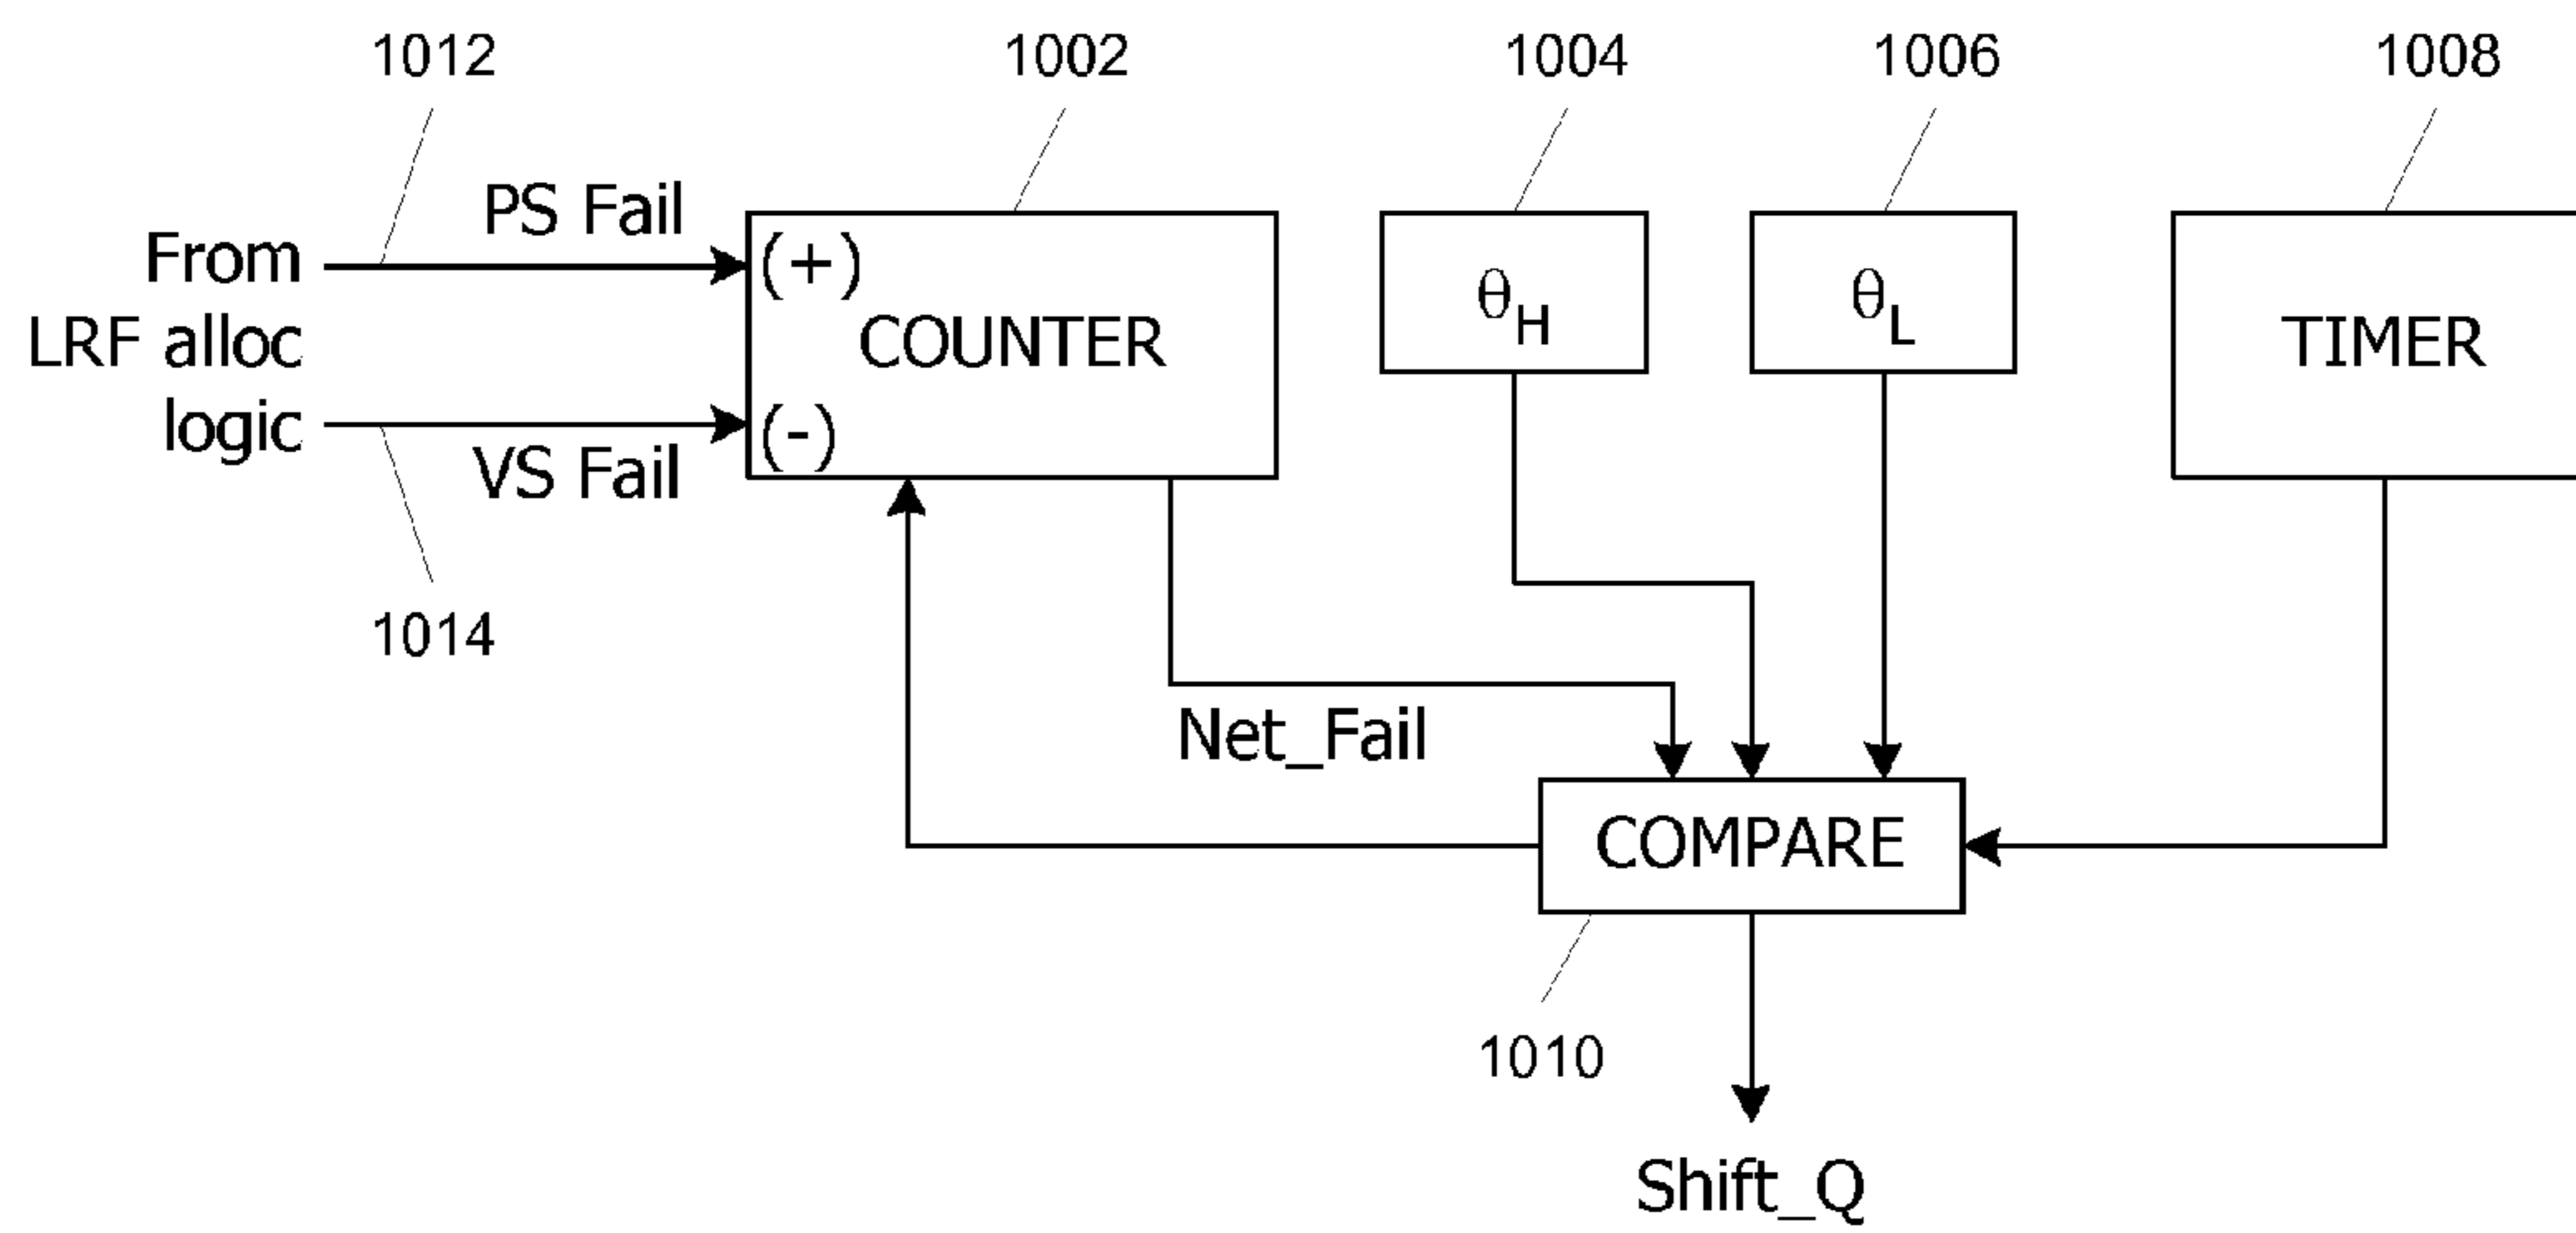 1012
1002
1004
1006
1008
PS Fail
From
LRF alloc
logic
(+)
COUNTER
(-)
VS Fail
θH
θL
TIMER
1014
Net_Fail
COMPARE
1010
Shift_Q